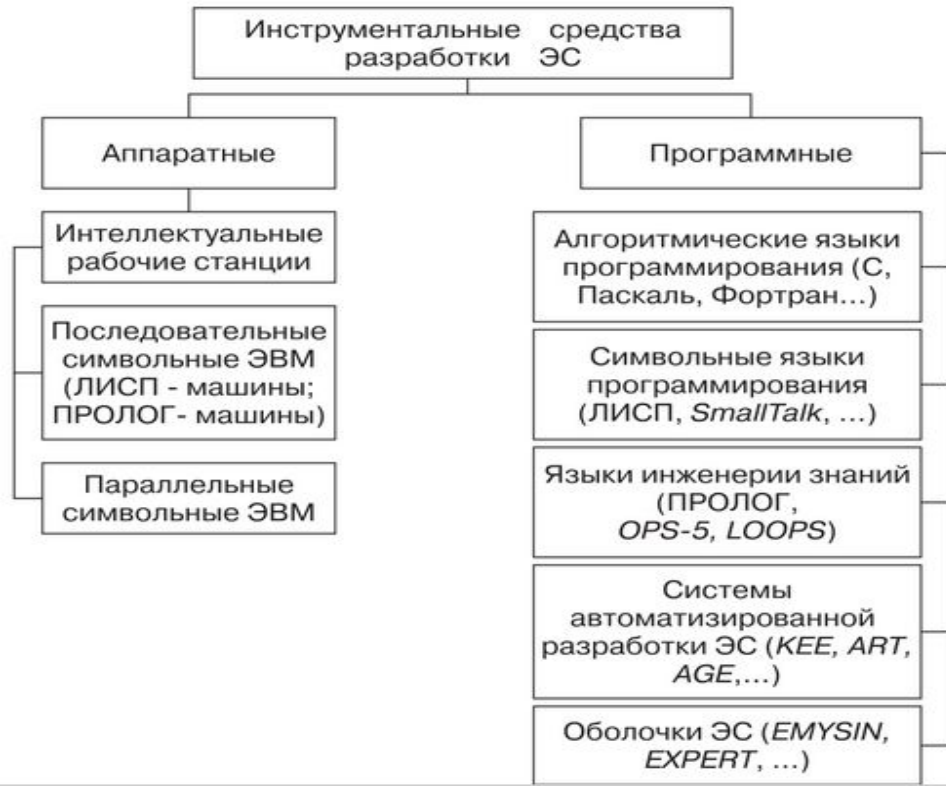 Инструментальные средства
разработки ЭС
Аппаратные
Интеллектуальные
рабочие станции
Последовательные
символьные ЭВМ
(ЛИСП - машины;
ПРОЛОГ- машины)
Параллельные
символьные ЭВМ
Программные
Алгоритмические языки
программирования (С,
Паскаль, Фортран...)
Символьные языки
программирования
(ЛИСП, SmallTalk, ...)
Языки инженерии знаний
(ПРОЛОГ,
OPS-5, LOOPS)
Системы
автоматизированной
разработки ЭС (KEE, ART,
AGE,...)
Оболочки ЭС (EMYSIN,
EXPERT, ...)